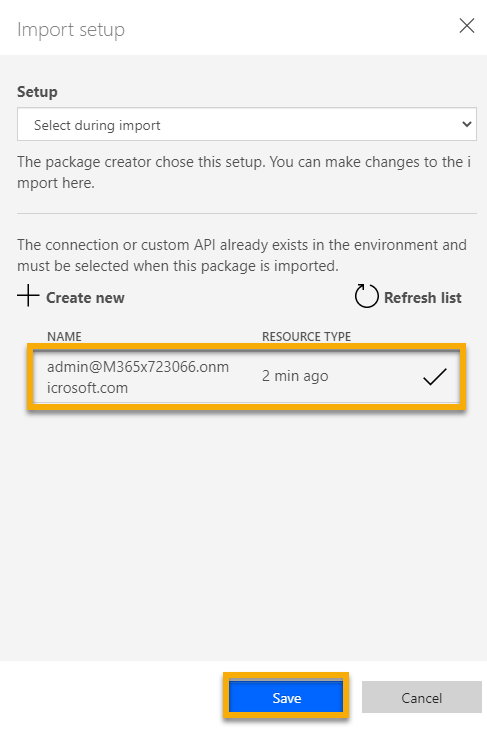 Import setup
Setup
Select during import
The package creator chose this setup. You can make changes to the i
mport here.
The connection or custom API already exists in the environment and
must be selected when this package is imported.
Create new
Refresh list
NAME RESOURCE TYPE
admin@M365x723066.onm
icrosoft.com
2 min ago
Save
Cancel